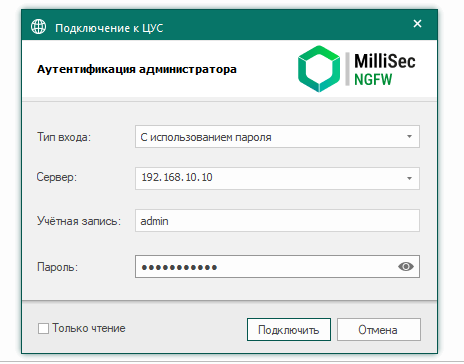 Подключение к ЦУС
Аутентификация администратора
MilliSec
NGFW
Тип входа:
С использованием пароля
Сервер:
192.168.10.10
Учётная запись:
admin
Пароль:
•••••••••••
Только чтение
Подключить
Отмена